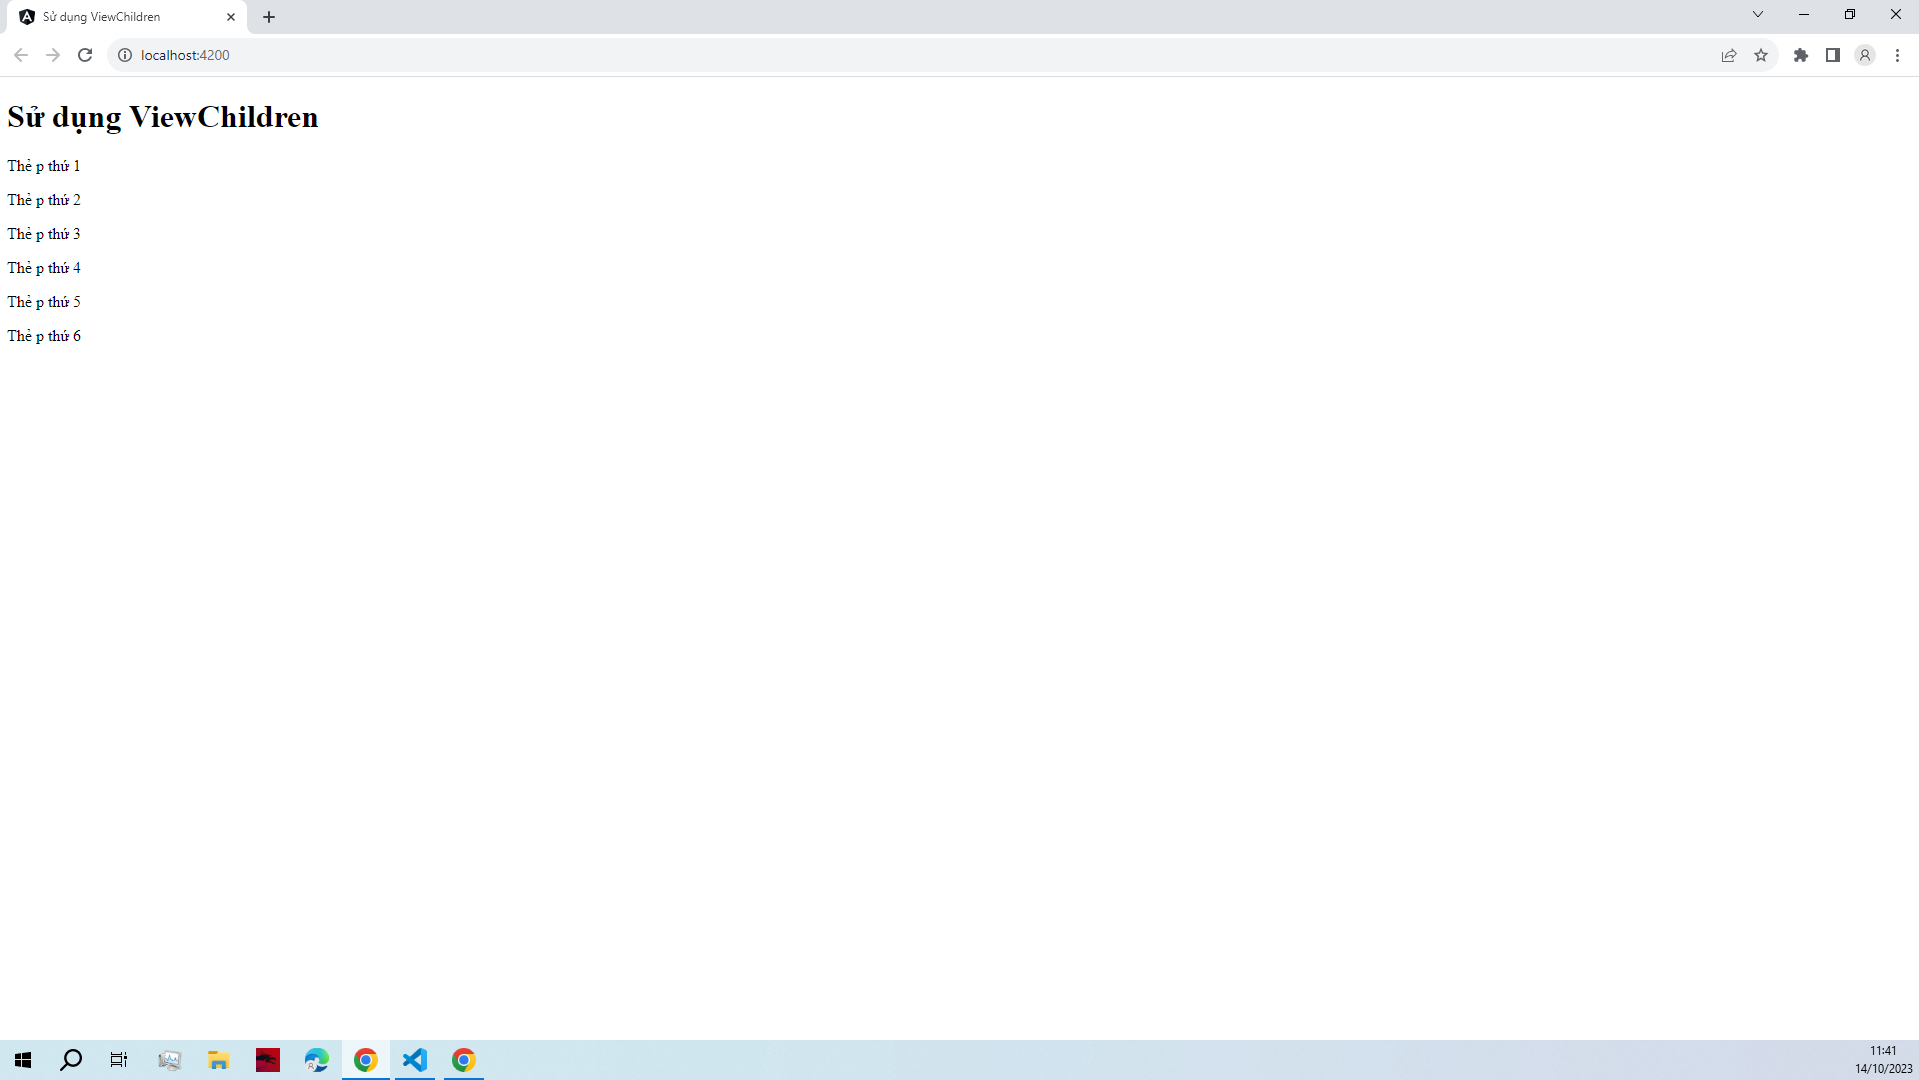 Sử dụng ViewChildren
localhost:4200
Sử dụng ViewChildren
Thẻ p thứ 1
Thẻ p thứ 2
Thẻ p thứ 3
Thẻ p thứ 4
Thẻ p thứ 5
Thẻ p thứ 6
11:41
14/10/2023